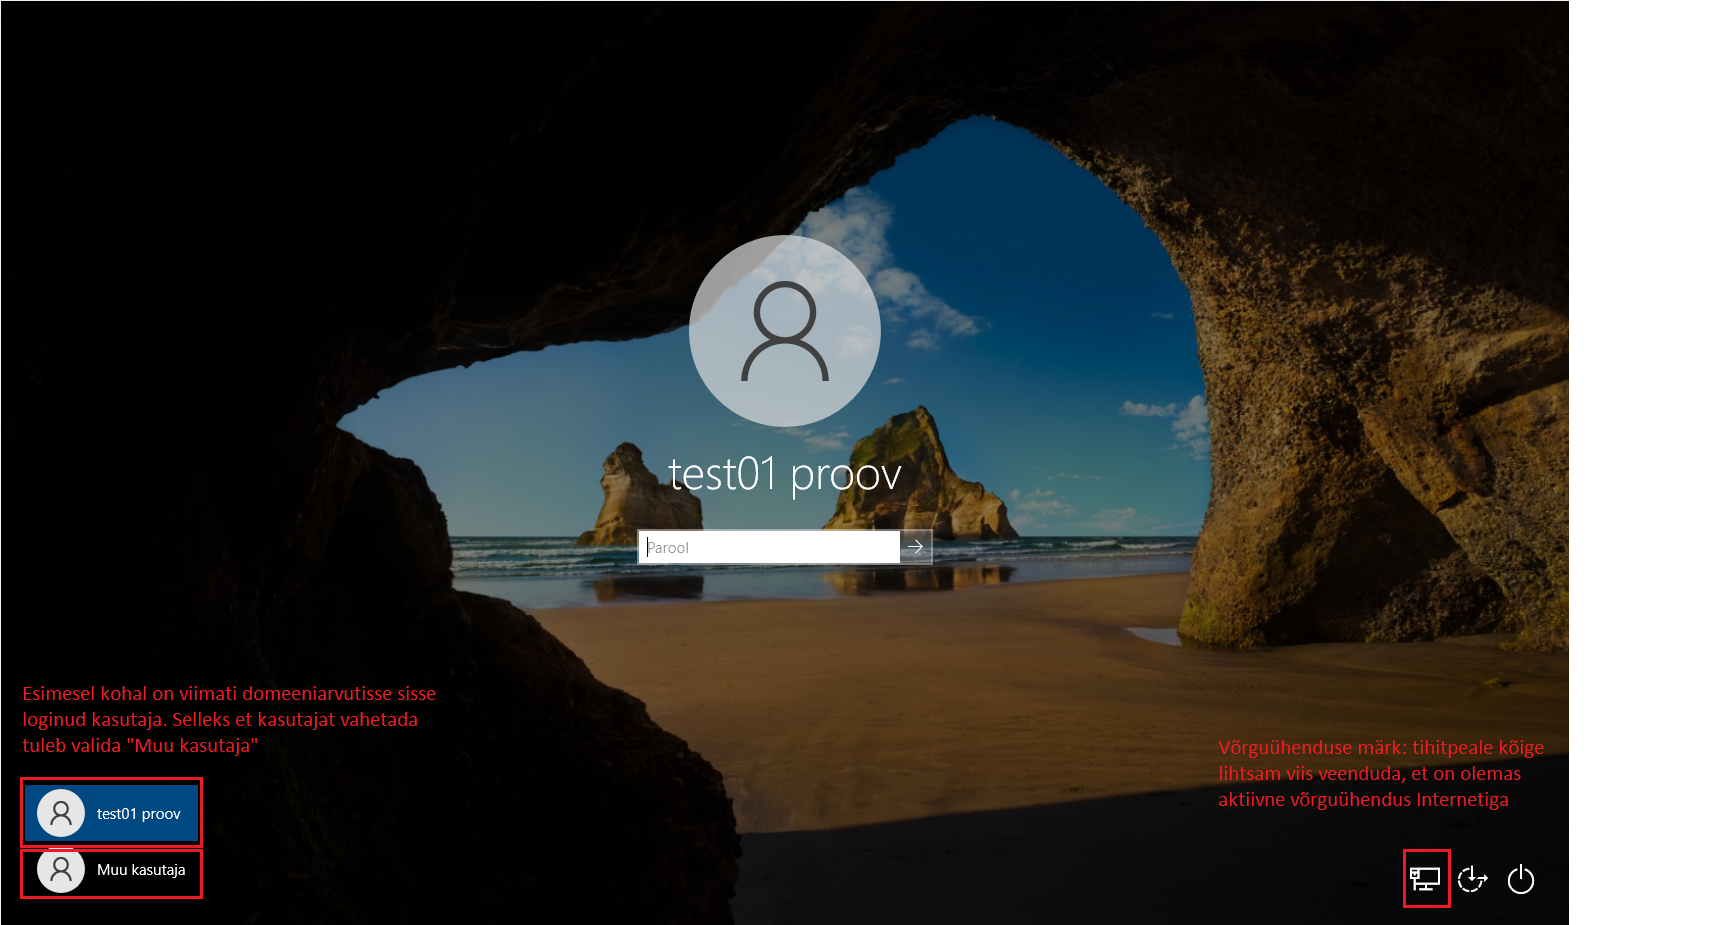 test01 proov
Parool
Esimesel kohal on viimati domeeniarvutisse sisse
loginud kasutaja. Selleks et kasutajat vahetada
tuleb valida "Muu kasutaja"
Võrguühenduse märk: tihitpeale kõige
lihtsam viis veenduda, et on olemas
aktiivne võrguühendus Internetiga
test01 proov
Muu kasutaja